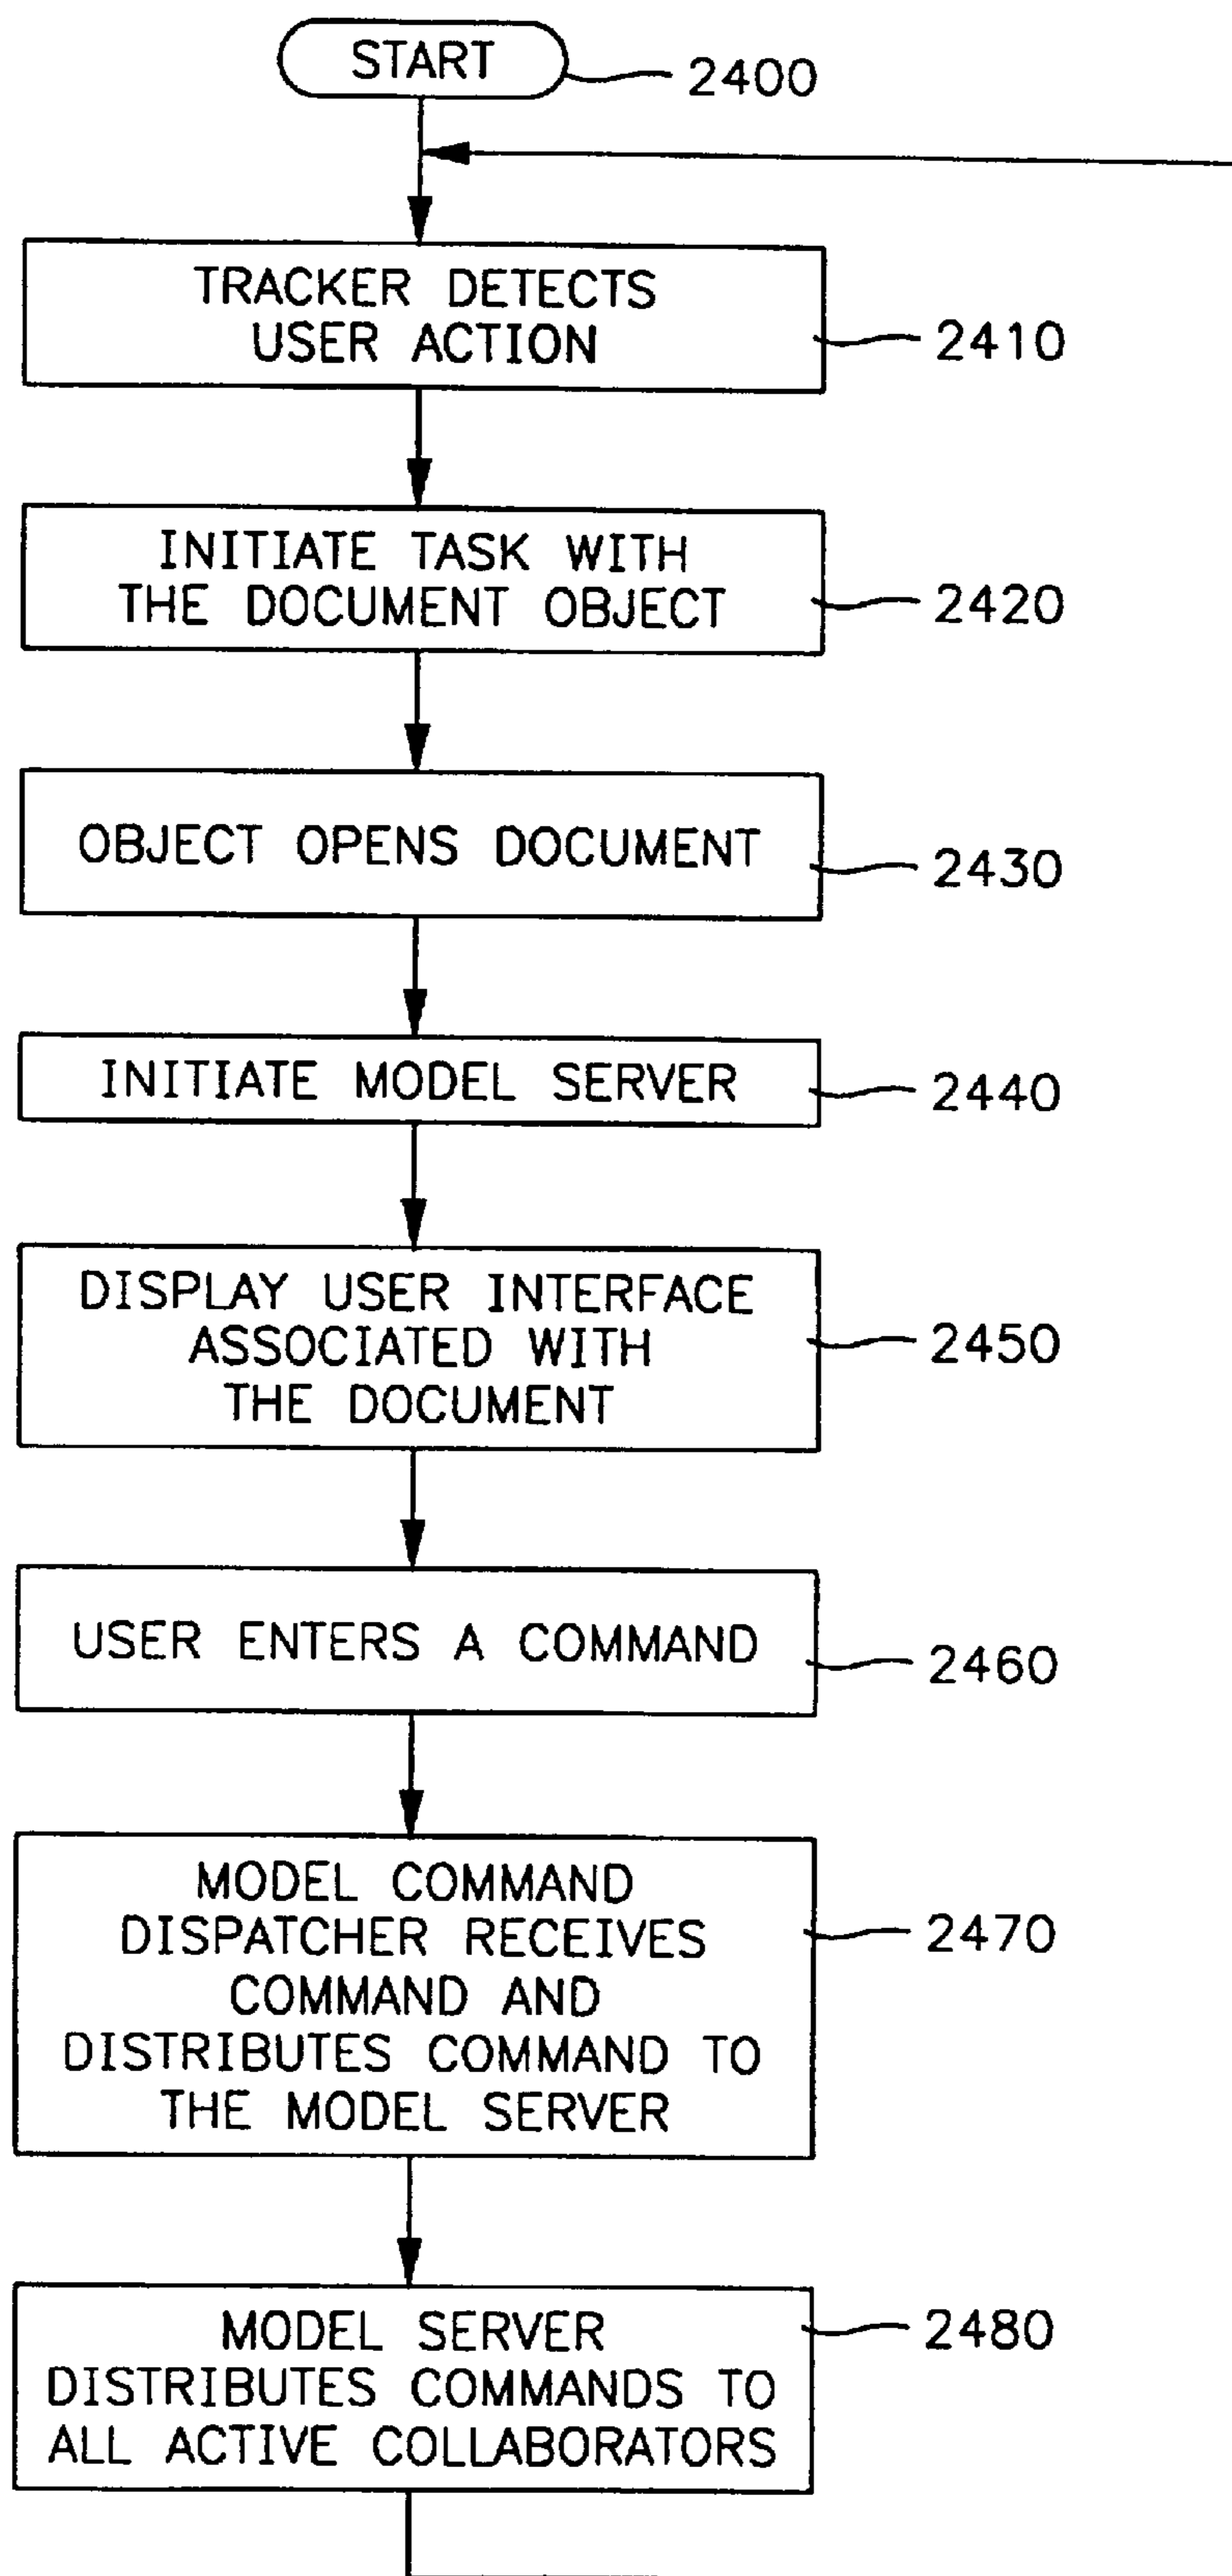 START
2400
TRACKER DETECTS
USER ACTION
2410
INITIATE TASK WITH
THE DOCUMENT OBJECT
2420
OBJECT OPENS DOCUMENT
2430
INITIATE MODEL SERVER
2440
DISPLAY USER INTERFACE
ASSOCIATED WITH
THE DOCUMENT
2450
USER ENTERS A COMMAND
2460
MODEL COMMAND
DISPATCHER RECEIVES
COMMAND AND
DISTRIBUTES COMMAND TO
THE MODEL SERVER
2470
MODEL SERVER
DISTRIBUTES COMMANDS TO
ALL ACTIVE COLLABORATORS
2480